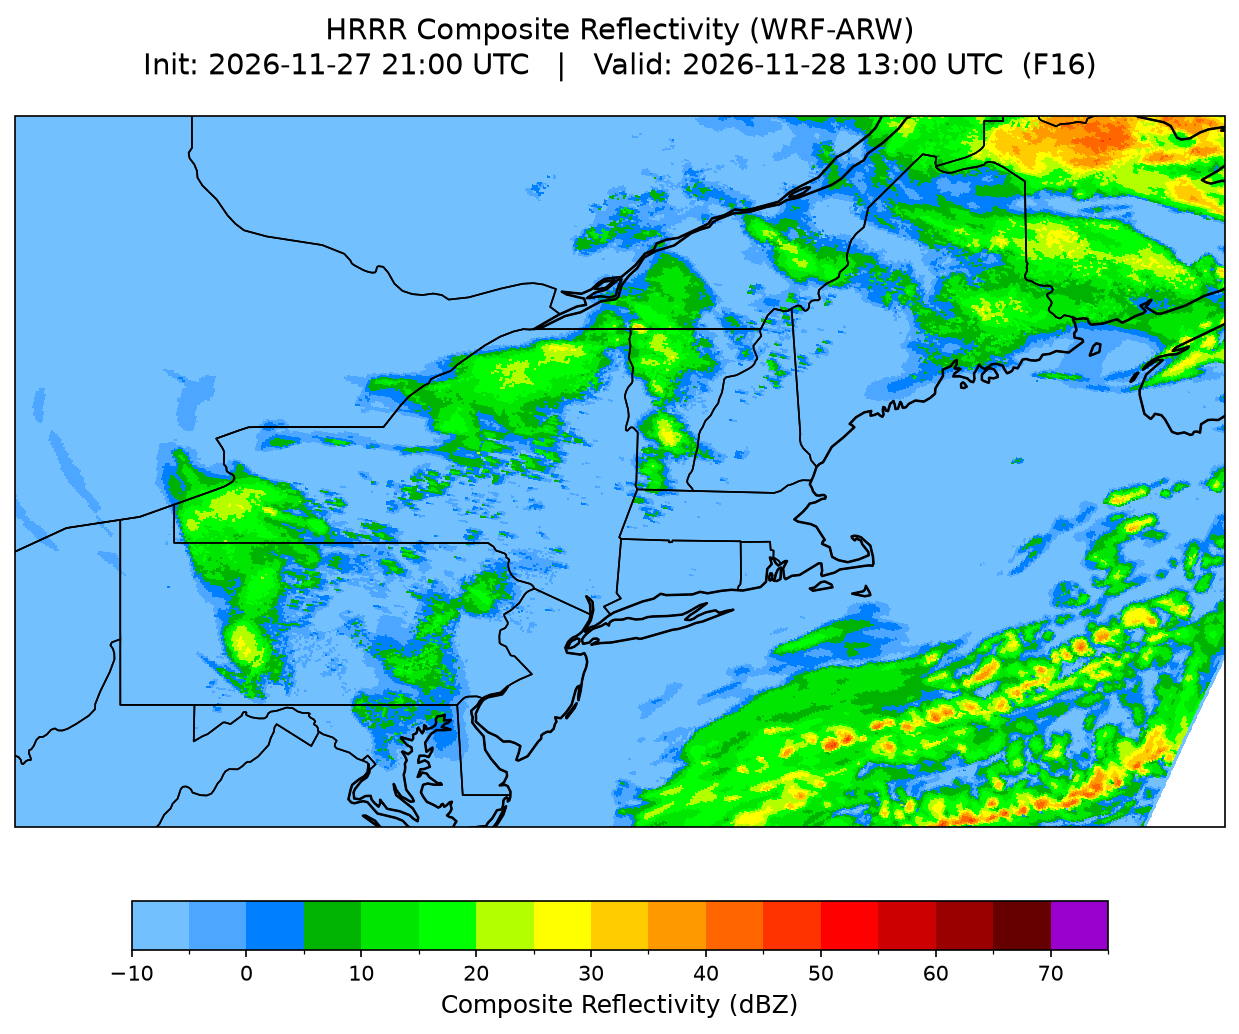 HRRR Composite Reflectivity (WRF-ARW)
Init: 2026-11-27 21:00 UTC   |   Valid: 2026-11-28 13:00 UTC  (F16)
−10 0 10 20 30 40 50 60 70
Composite Reflectivity (dBZ)